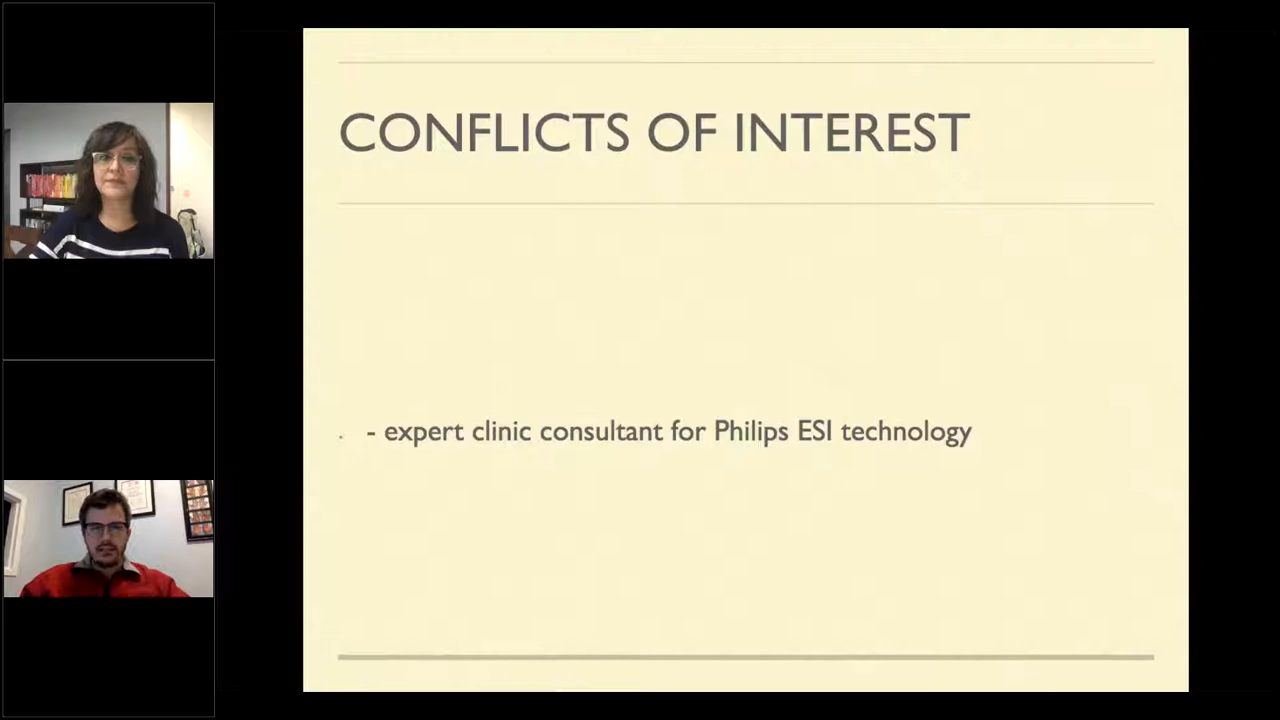 CONFLICTS OF INTEREST
. - expert clinic consultant for Philips ESI technology